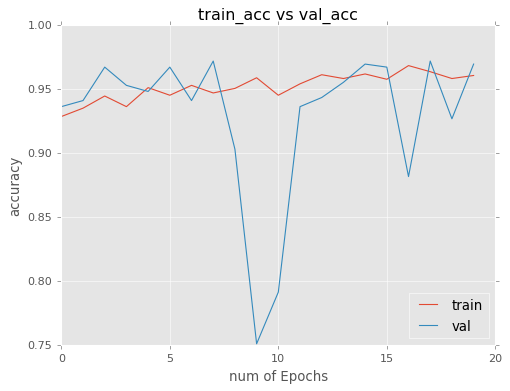 train_acc vs val_acc
1.00
0.95
0.90
0.85
0.80
0.75
accuracy
0 5 10 15 20
num of Epochs
train
val